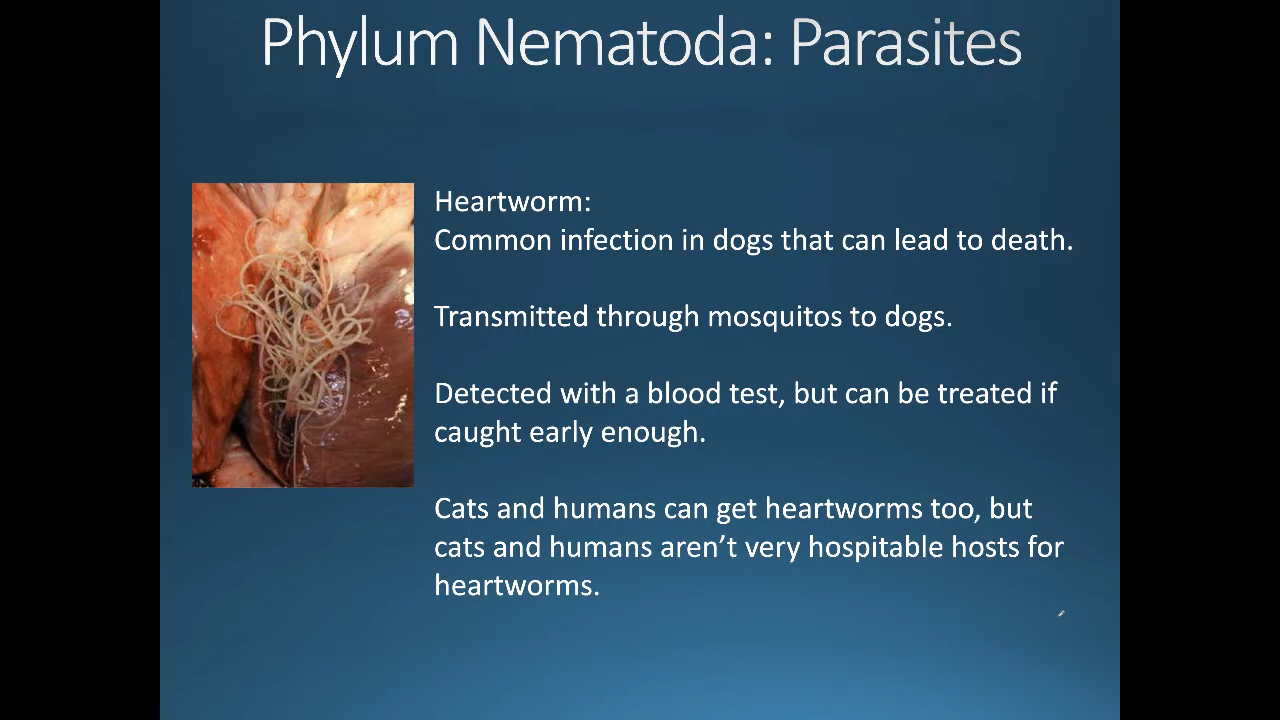 Phylum Nematoda: Parasites
Heartworm:
Common infection in dogs that can lead to death.
Transmitted through mosquitos to dogs.
Detected with a blood test, but can be treated if
caught early enough.
Cats and humans can get heartworms too, but
cats and humans aren’t very hospitable hosts for
heartworms.